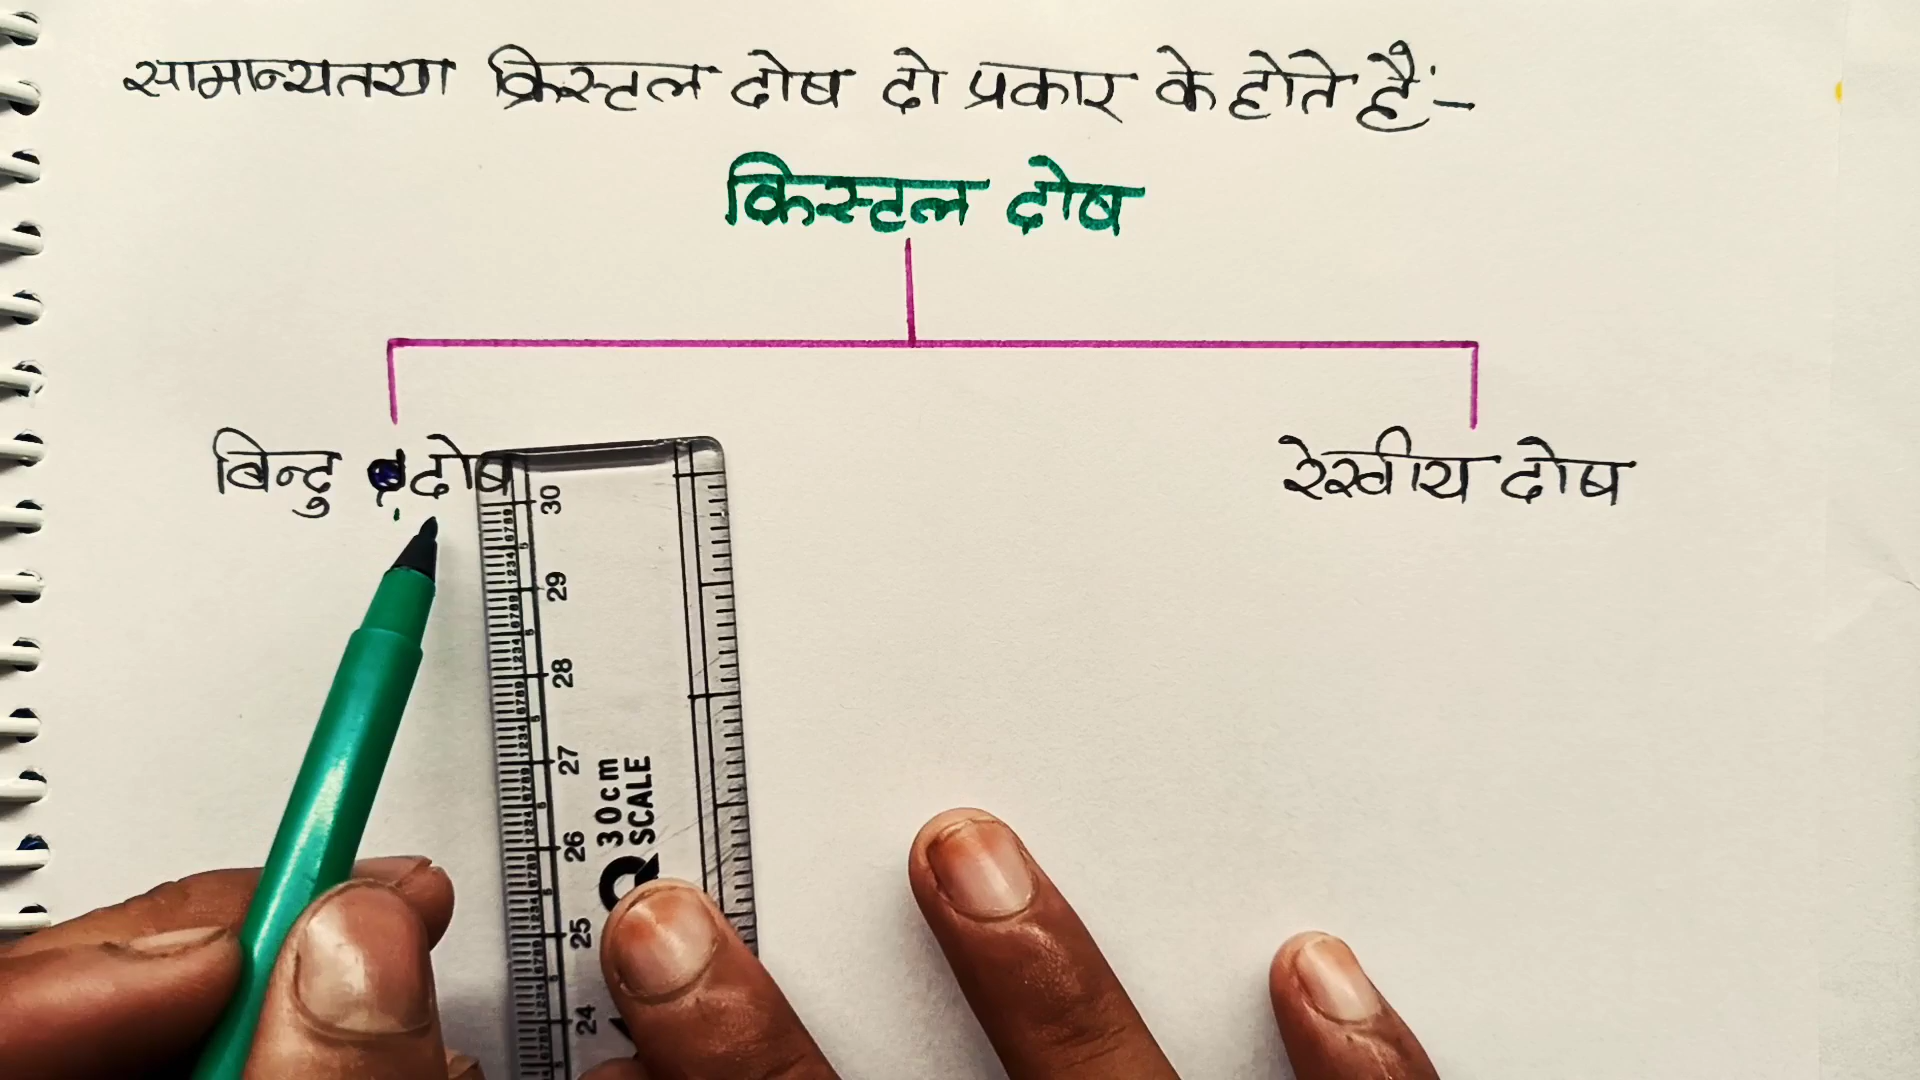 सामान्यतया क्रिस्टल दोष दो प्रकार के होते हैं:-
क्रिस्टल दोष
बिन्दु दोष
रेखीय दोष
30
29
28
27
26
25
24
30cm
SCALE